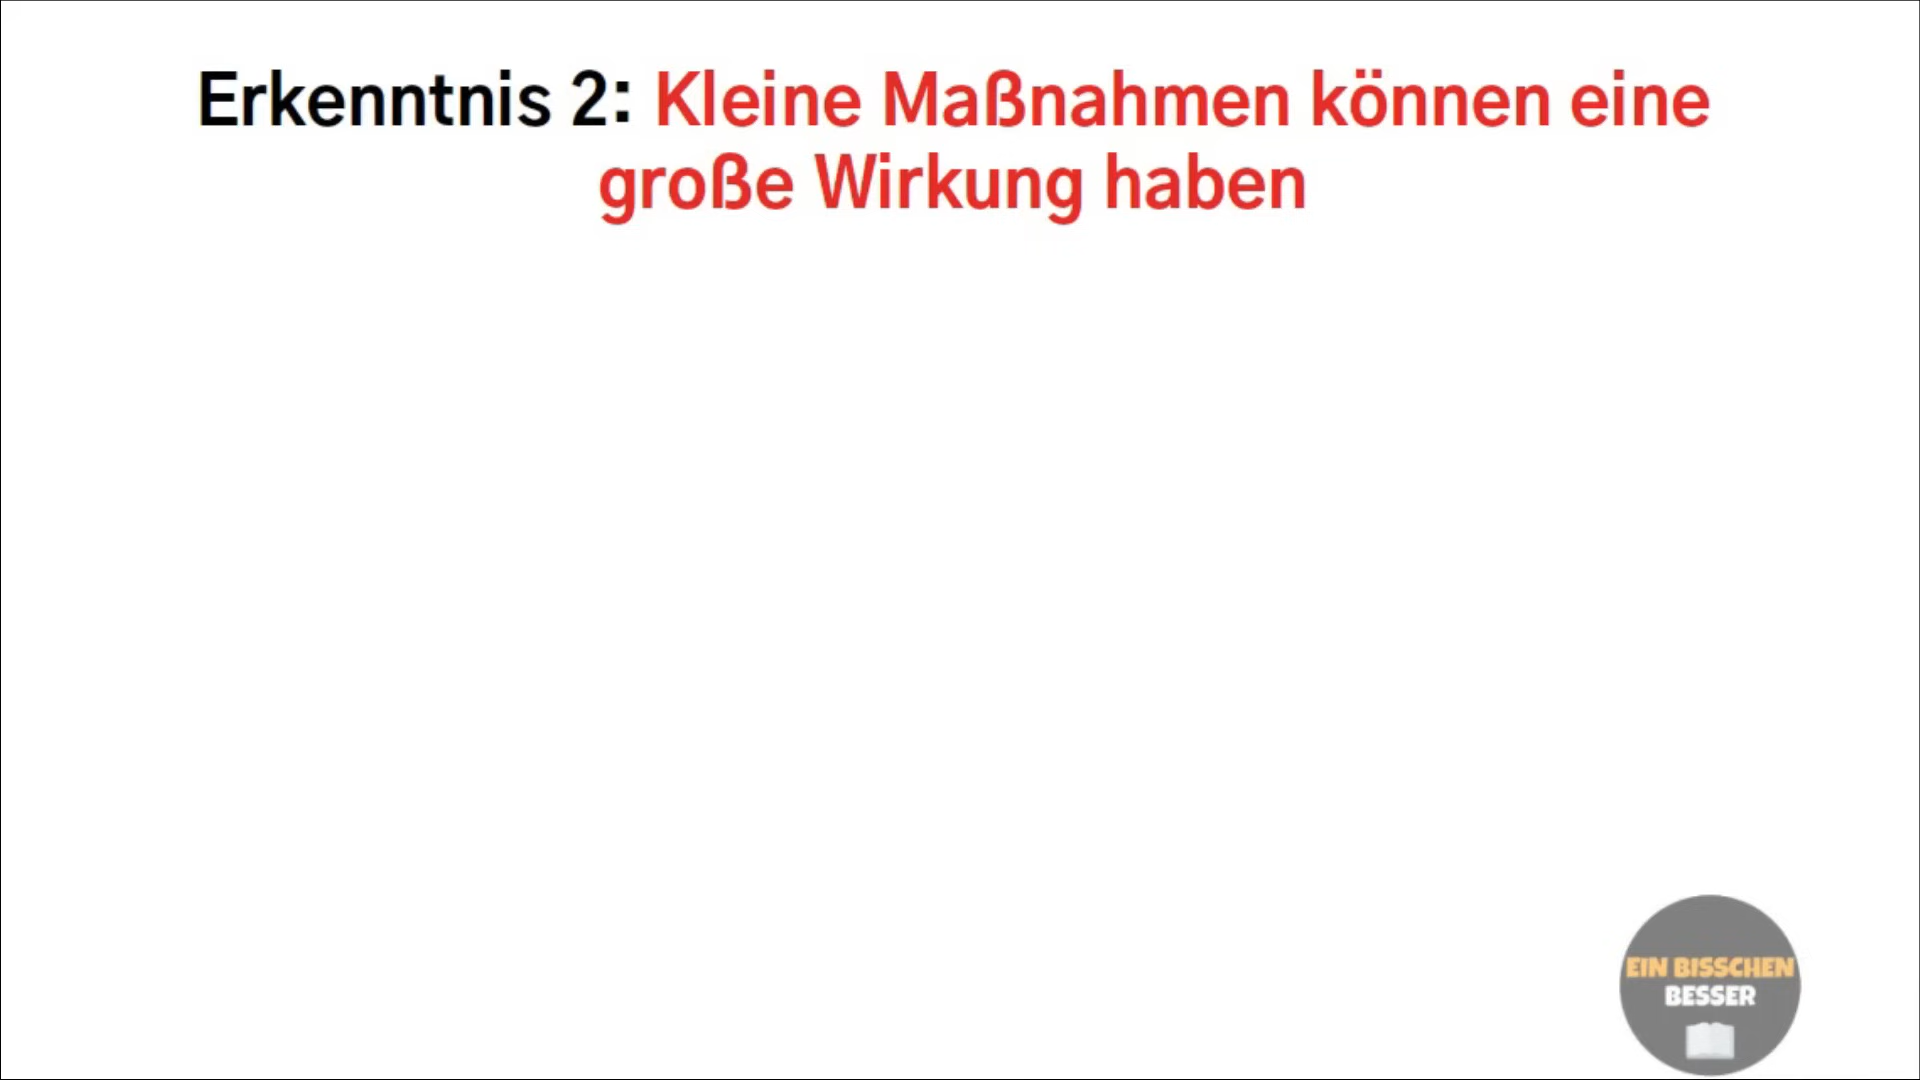 Erkenntnis 2: Kleine Maßnahmen können eine
große Wirkung haben
EIN BISSCHEN
BESSER